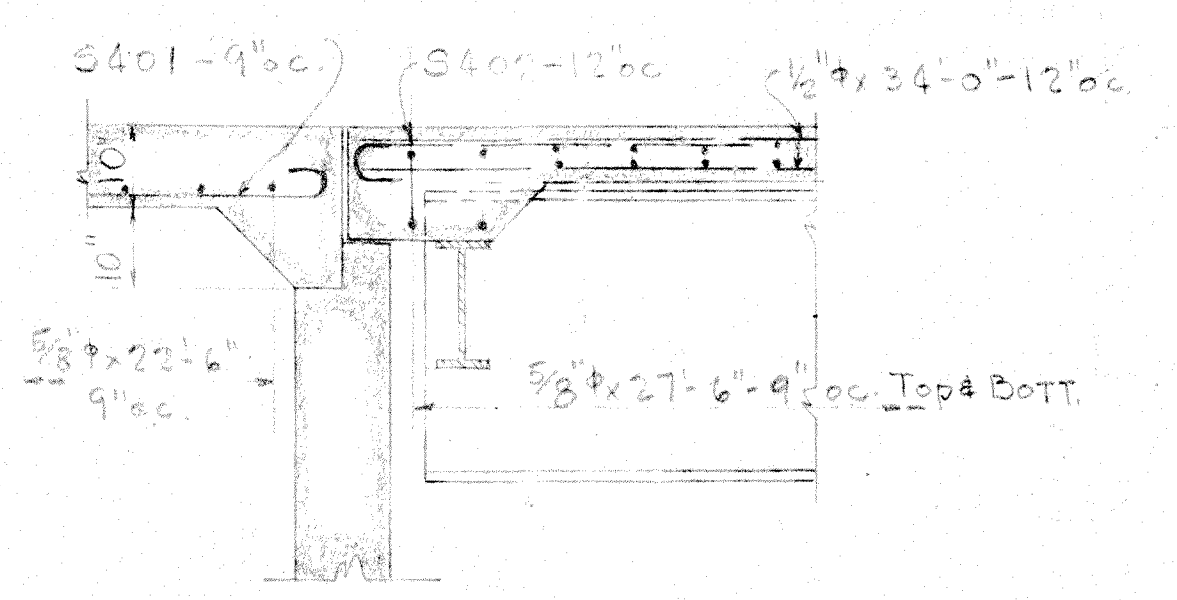 S401-9"oc.
S402-12"oc
1/2"ϕx34'-0"-12"oc.
10"
10"
5/8"ϕx22'-6"
9"oc.
5/8"ϕx27'-6"-9"oc. Top & Bott.